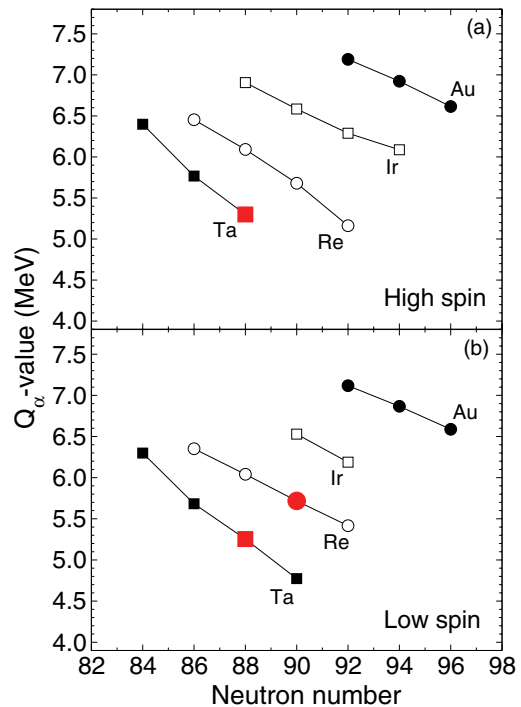 (a)
7.5
7.0
6.5
6.0
5.5
5.0
4.5
4.0
Au
Ir
Ta
Re
High spin
Qα-value (MeV)
(b)
7.5
7.0
6.5
6.0
5.5
5.0
4.5
4.0
Au
Ir
Re
Ta
Low spin
82 84 86 88 90 92 94 96 98
Neutron number